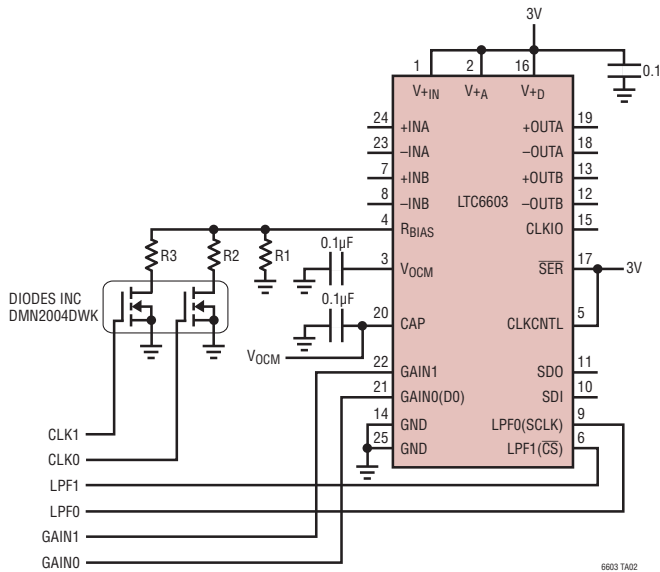 3V
0.1
1 2 16
V+IN V+A V+D
24 +INA +OUTA 19
23 –INA –OUTA 18
7 +INB +OUTB 13
8 –INB LTC6603 –OUTB 12
4 RBIAS CLKIO 15
R3 R2 R1
0.1µF
3 VOCM SER 17 3V
DIODES INC
DMN2004DWK
0.1µF
20 CAP CLKCNTL 5
VOCM
22 GAIN1 SDO 11
21 GAIN0(D0) SDI 10
14 GND LPF0(SCLK) 9
25 GND LPF1(CS) 6
CLK1
CLK0
LPF1
LPF0
GAIN1
GAIN0
6603 TA02